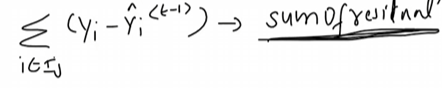 ∑ (yi - ŷi<t-1>) → sum of residual
i∈Ij